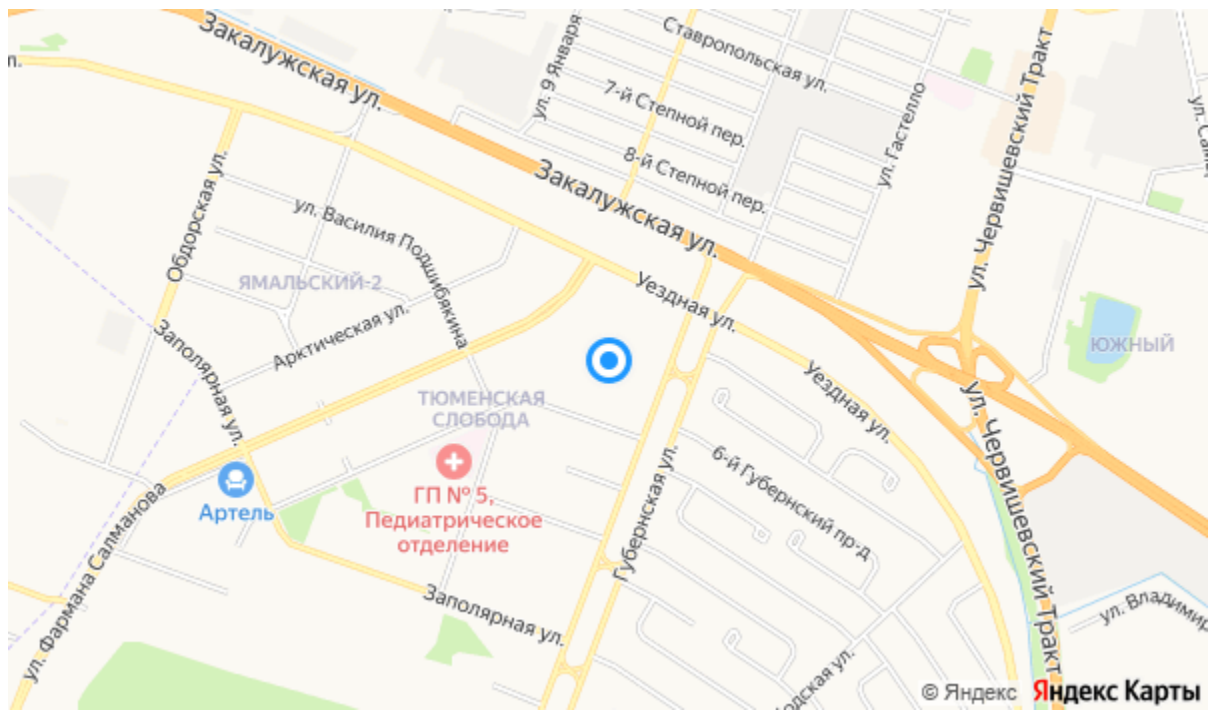 Закалужская ул.
Ставропольская ул.
ул. 9 Января
7-й Степной пер.
8-й Степной пер.
ул. Гастелло
ул. Червишевский Тракт
Закалужская ул.
Обдорская ул.
ул. Василия Подшибякина
ЯМАЛЬСКИЙ-2
Арктическая ул.
Уездная ул.
ЮЖНЫЙ
Заполярная ул.
ТЮМЕНСКАЯ
СЛОБОДА
Уездная ул.
ул. Червишевский Тракт
6-й Губернский пр-д
Губернская ул.
Артель
ГП № 5,
Педиатрическое
отделение
ул. Фармана Салманова
Заполярная ул.
ул. Владимир
© Яндекс Яндекс Карты